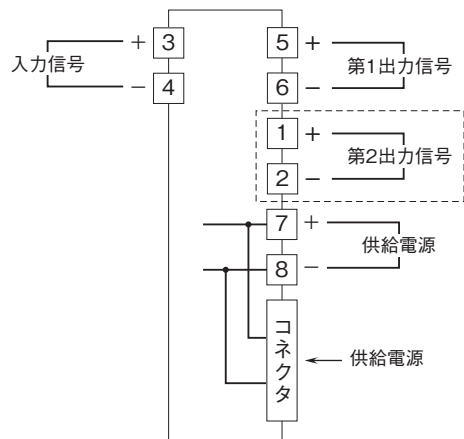 入力信号
+ 3
− 4
5 +
第1出力信号
6 −
1 +
第2出力信号
2 −
7 +
供給電源
8 −
コネクタ
供給電源